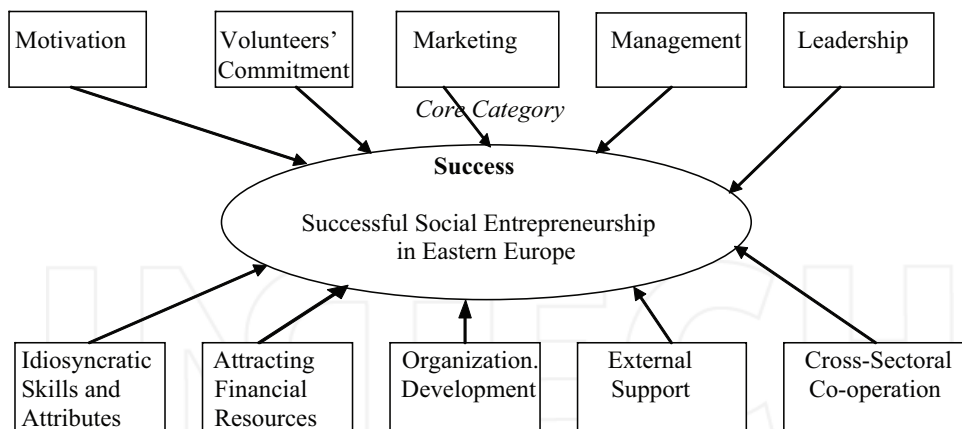 Motivation
Volunteers’
Commitment
Marketing
Management
Leadership
Core Category
Success
Successful Social Entrepreneurship
in Eastern Europe
Idiosyncratic
Skills and
Attributes
Attracting
Financial
Resources
Organization.
Development
External
Support
Cross-Sectoral
Co-operation
INTECH